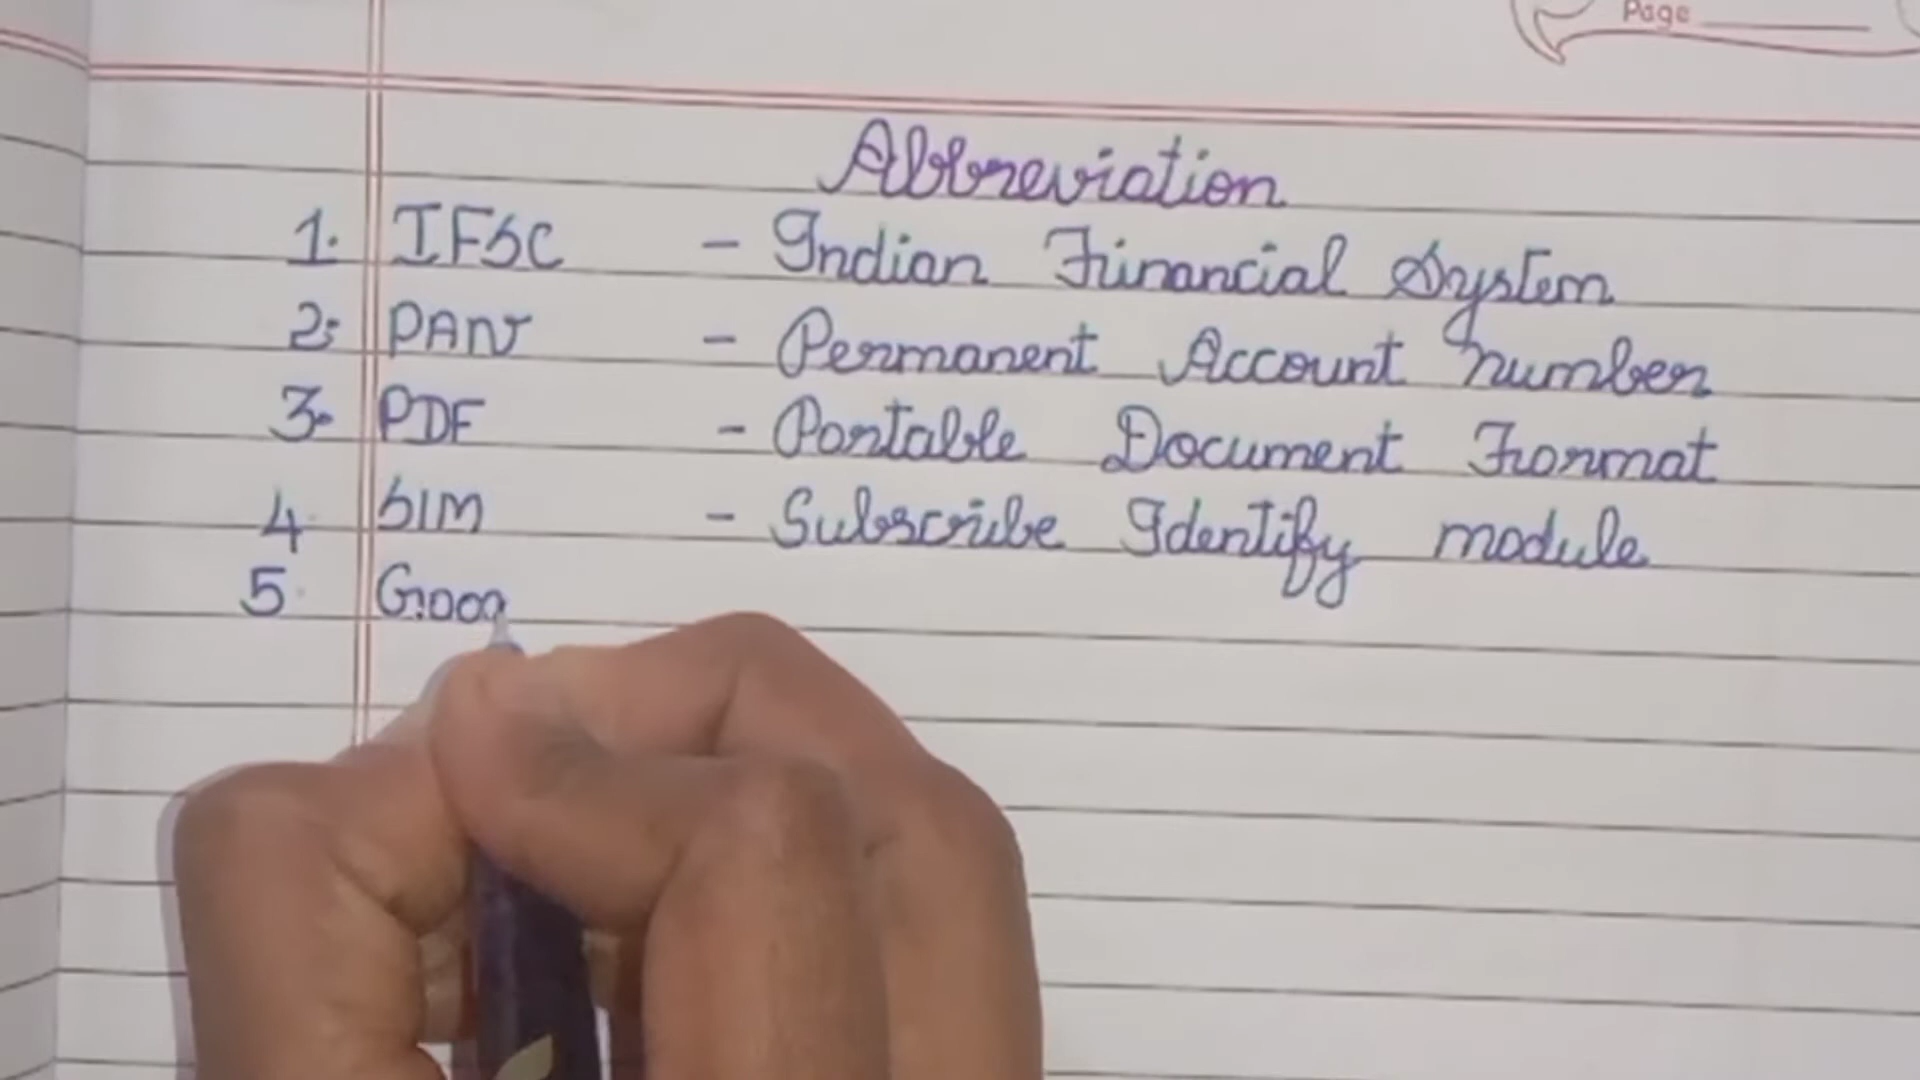 Page
Abbreviation
1. IFSC - Indian Financial System
2. PAN - Permanent Account number
3. PDF - Portable Document Format
4. SIM - Subscribe Identify module
5. Goog